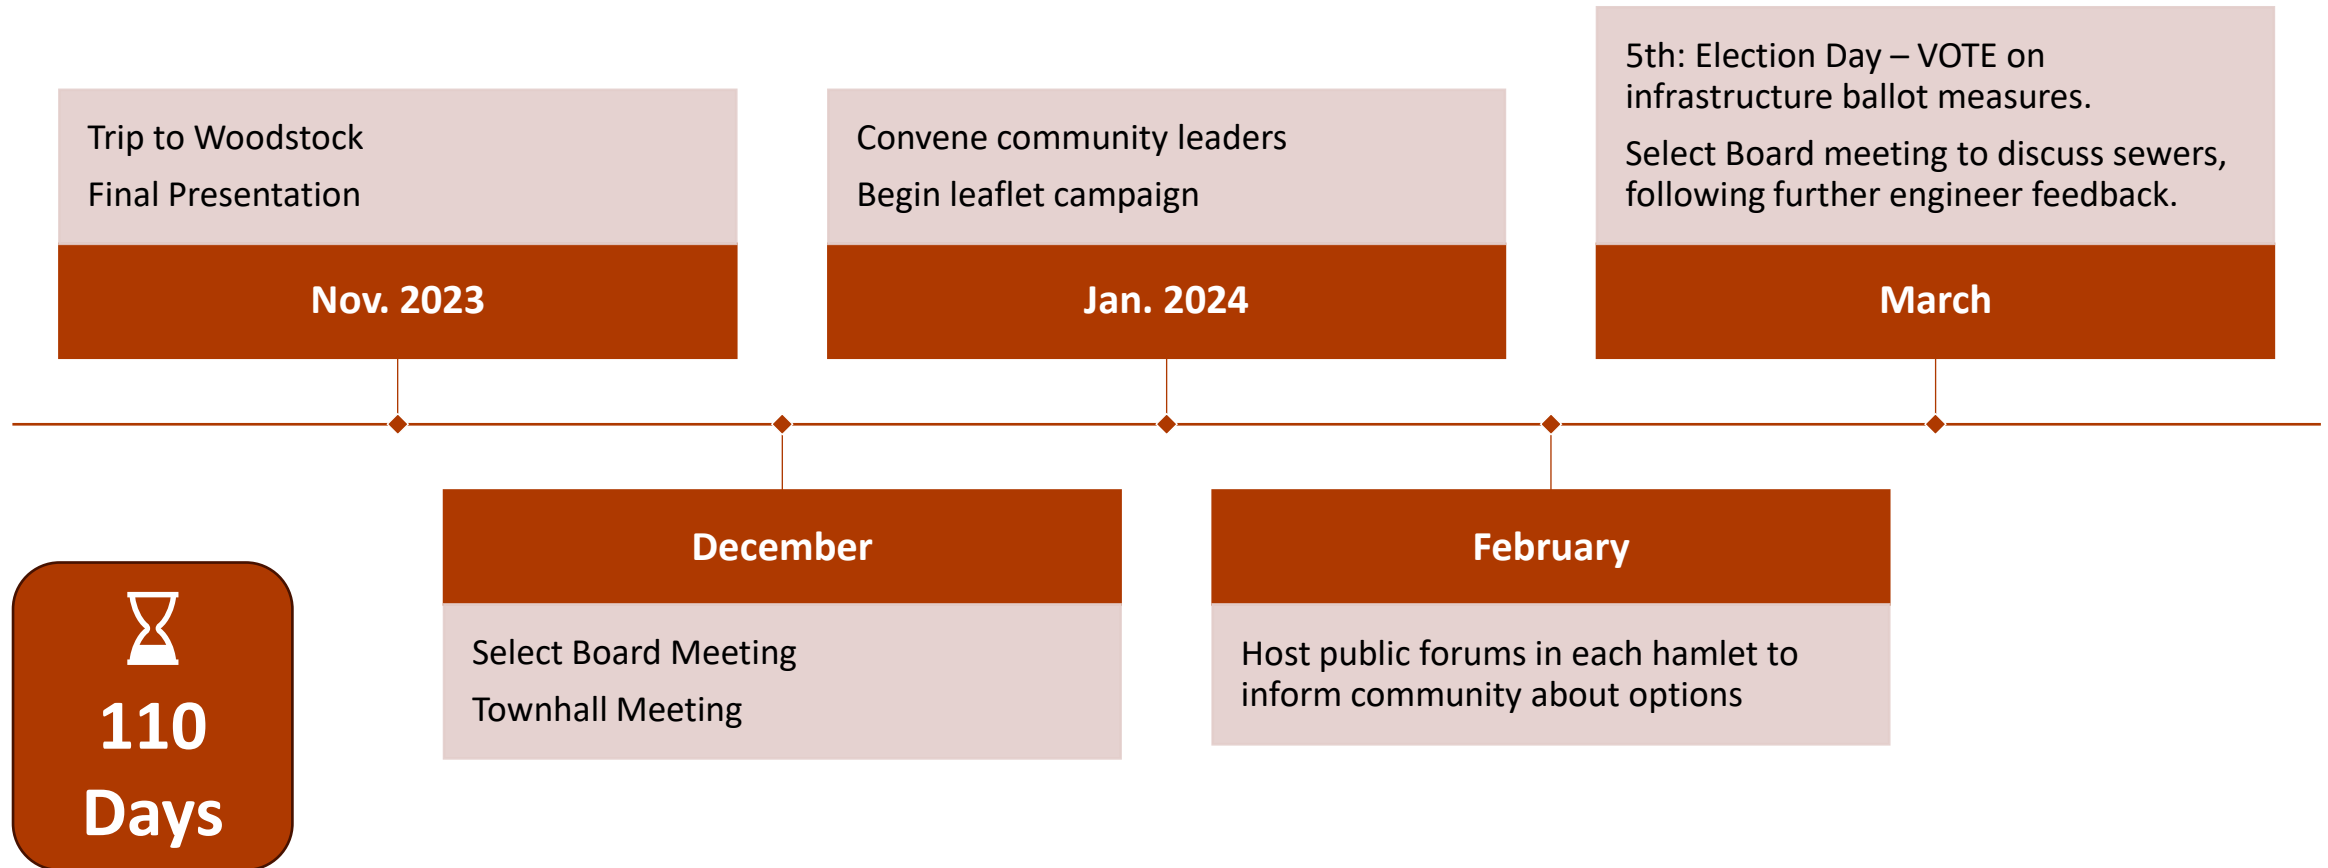 Trip to Woodstock
Final Presentation
Nov. 2023
Select Board Meeting
Townhall Meeting
December
Convene community leaders
Begin leaflet campaign
Jan. 2024
Host public forums in each hamlet to
inform community about options
February
5th: Election Day – VOTE on
infrastructure ballot measures.
Select Board meeting to discuss sewers,
following further engineer feedback.
March
110
Days